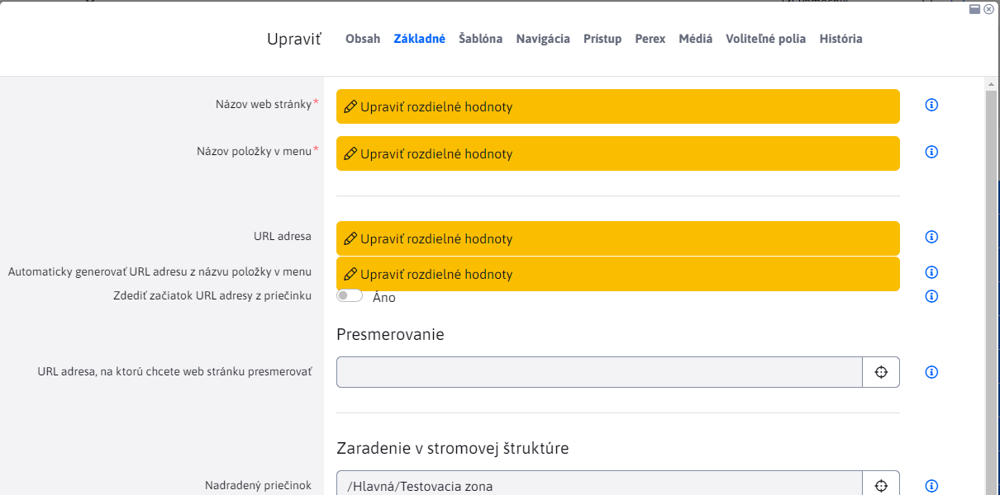 Upraviť Obsah Základné Šablóna Navigácia Prístup Perex Médiá Voliteľné polia História
Názov web stránky* Upraviť rozdielné hodnoty
Názov položky v menu* Upraviť rozdielné hodnoty
URL adresa Upraviť rozdielné hodnoty
Automaticky generovať URL adresu z názvu položky v menu Upraviť rozdielné hodnoty
Zdediť začiatok URL adresy z priečinku Áno
Presmerovanie
URL adresa, na ktorú chcete web stránku presmerovať
Zaradenie v stromovej štruktúre
Nadradený priečinok /Hlavná/Testovacia zona